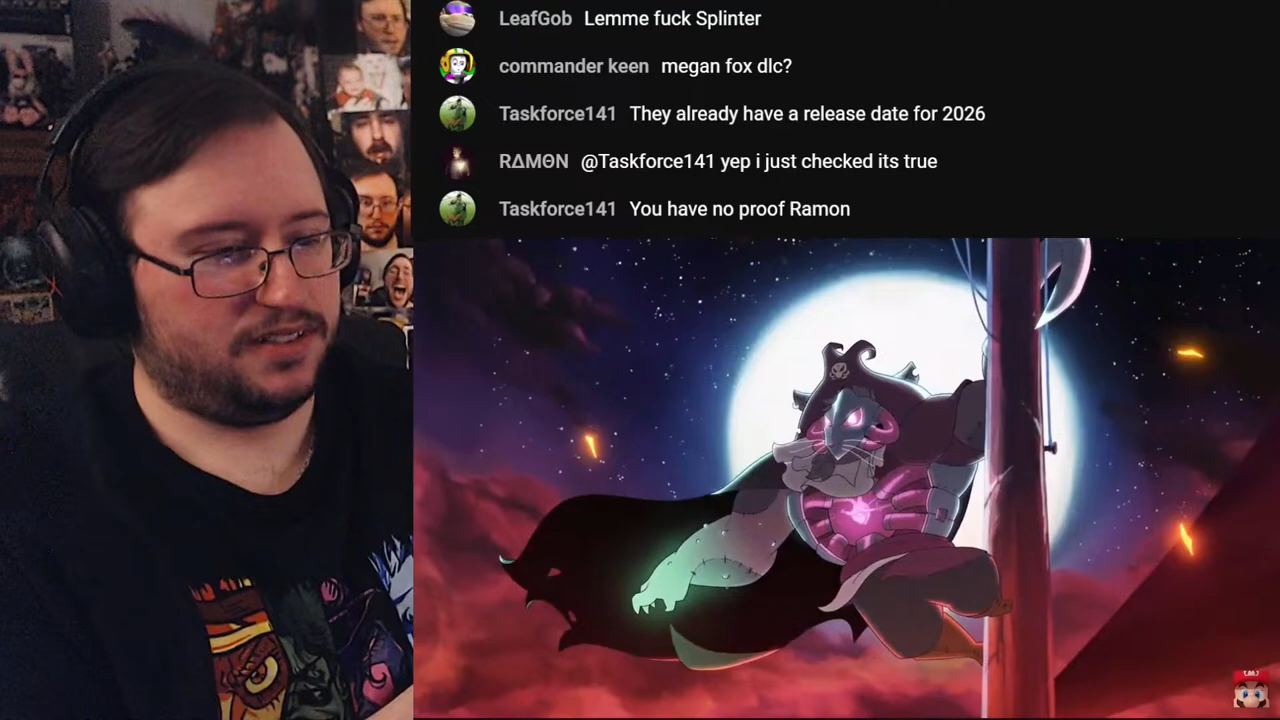 LeafGob Lemme fuck Splinter
commander keen megan fox dlc?
Taskforce141 They already have a release date for 2026
RΔMΘN @Taskforce141 yep i just checked its true
Taskforce141 You have no proof Ramon